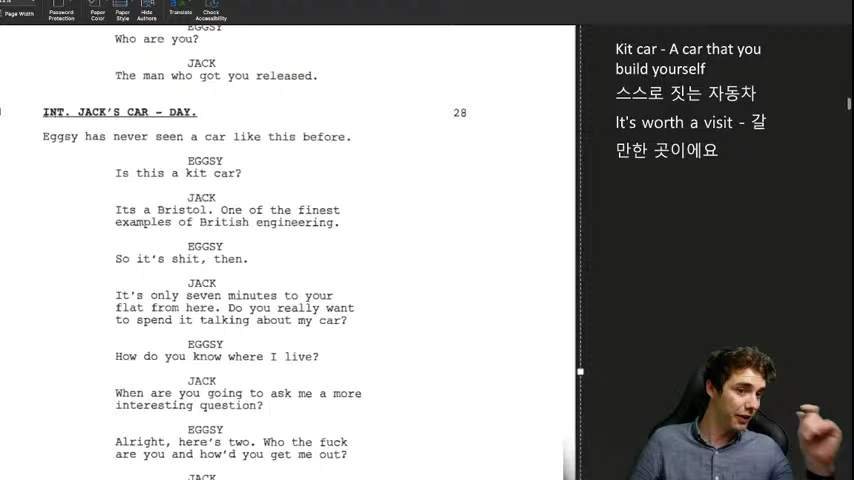 Page Width
Password
Protection
Paper
Color
Paper
Style
Hide
Authors
Translate
Check
Accessibility
EGGSY
Who are you?
JACK
The man who got you released.
INT. JACK'S CAR - DAY. 28
Eggsy has never seen a car like this before.
EGGSY
Is this a kit car?
JACK
Its a Bristol. One of the finest
examples of British engineering.
EGGSY
So it's shit, then.
JACK
It's only seven minutes to your
flat from here. Do you really want
to spend it talking about my car?
EGGSY
How do you know where I live?
JACK
When are you going to ask me a more
interesting question?
EGGSY
Alright, here's two. Who the fuck
are you and how'd you get me out?
JACK
Kit car - A car that you
build yourself
스스로 짓는 자동차
It's worth a visit - 갈
만한 곳이에요